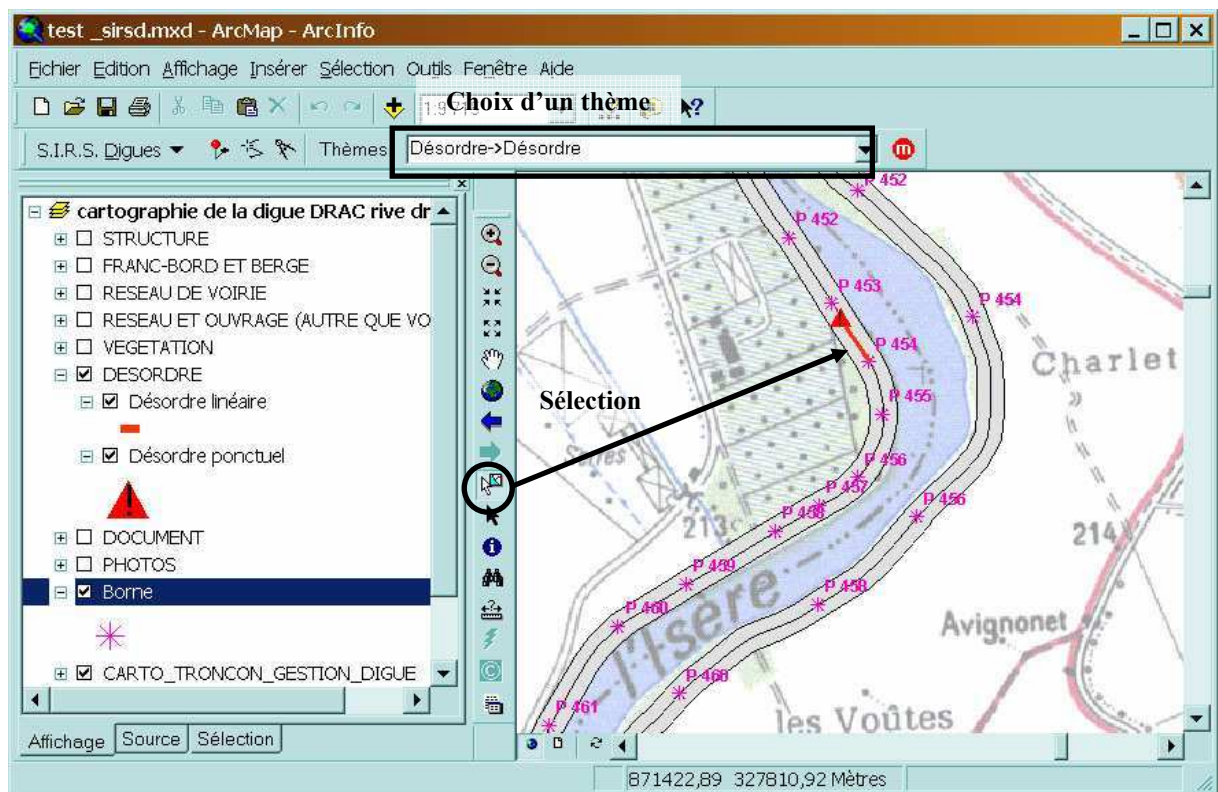 test _sirsd.mxd - ArcMap - ArcInfo
Fichier Edition Affichage Insérer Sélection Outils Fenêtre Aide
Choix d'un thème
S.I.R.S. Digues
Thèmes
Désordre->Désordre
cartographie de la digue DRAC rive dr
STRUCTURE
FRANC-BORD ET BERGE
RESEAU DE VOIRIE
RESEAU ET OUVRAGE (AUTRE QUE VO
VEGETATION
DESORDRE
Désordre linéaire
Désordre ponctuel
DOCUMENT
PHOTOS
Borne
CARTO_TRONCON_GESTION_DIGUE
Affichage Source Sélection
Sélection
P 452
P 452
P 453
P 454
P 454
P 455
P 456
P 457
P 456
P 458
P 459
P 458
P 460
P 460
P 461
Charlet
Serres
213
214
l'Isère
Avignonet
les Voûtes
871422,89 327810,92 Mètres